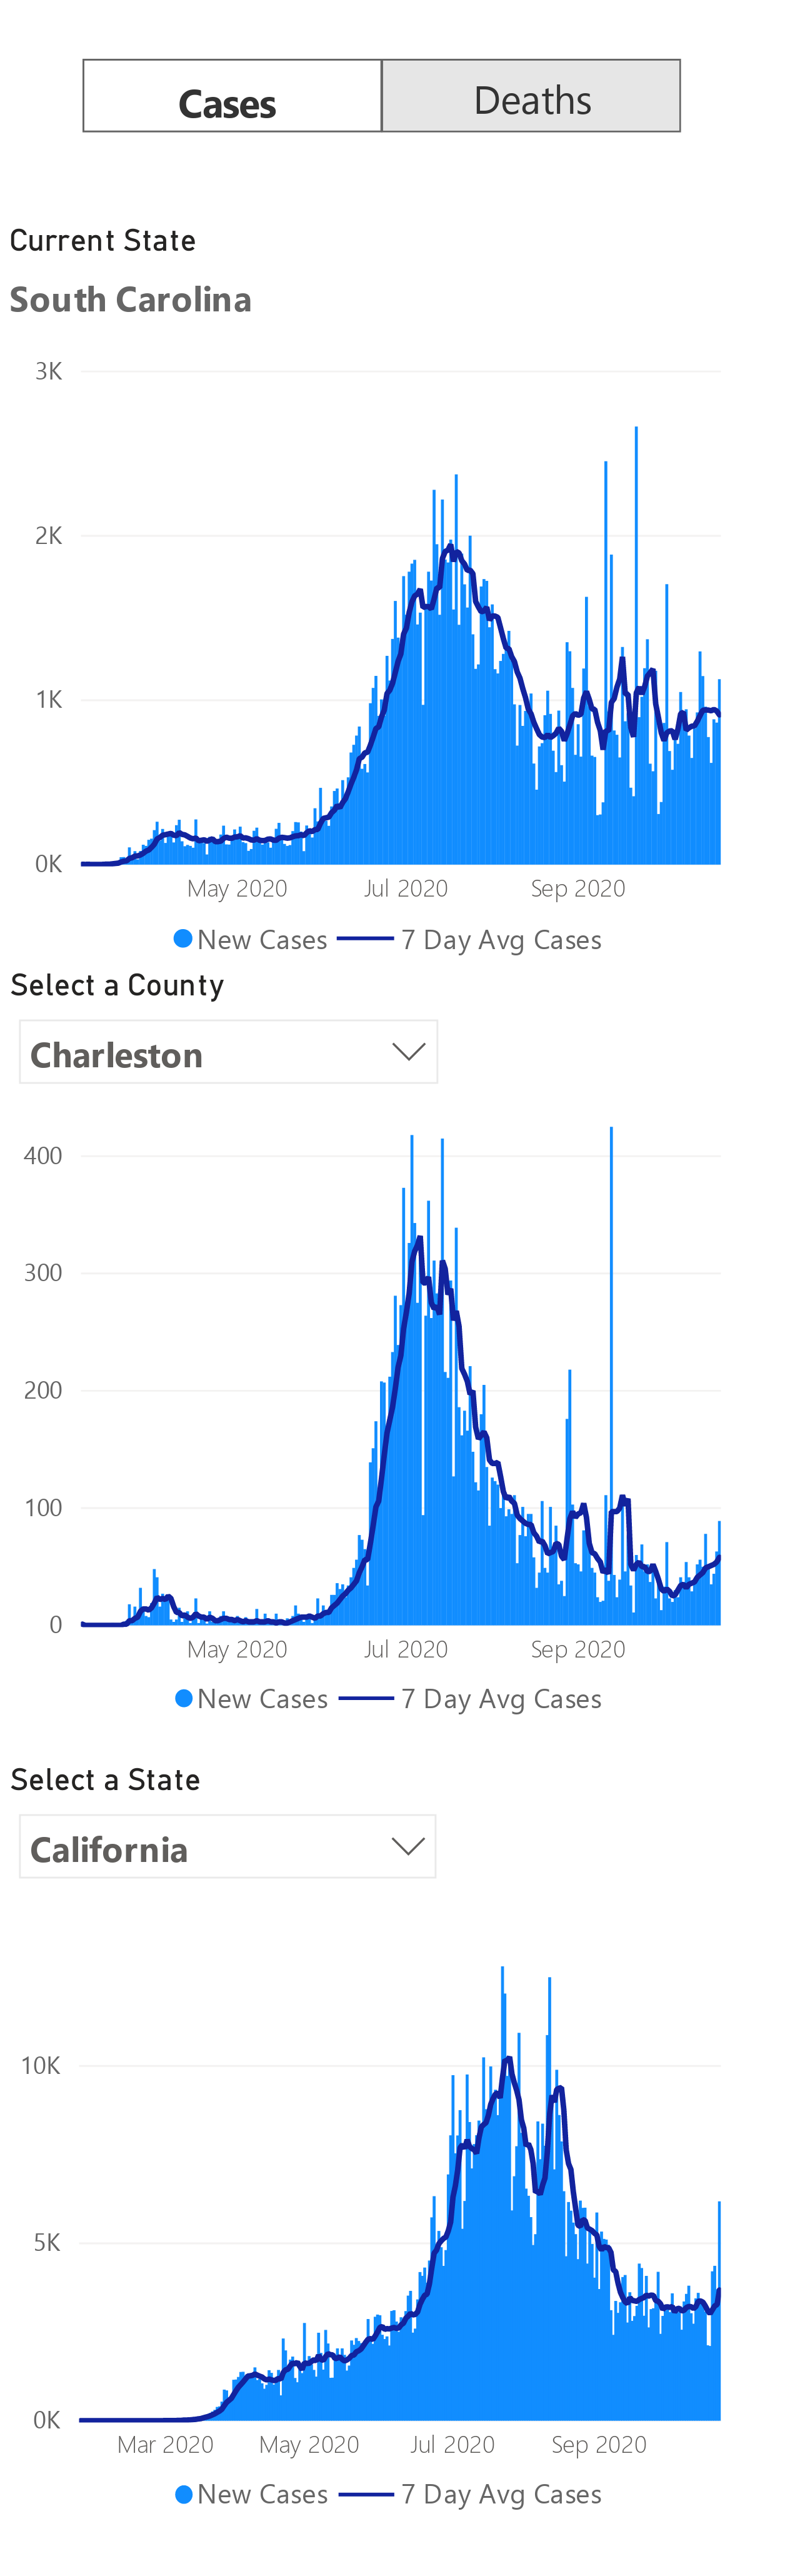 Cases Deaths
Current State
South Carolina
3K
2K
1K
0K
May 2020 Jul 2020 Sep 2020
New Cases 7 Day Avg Cases
Select a County
Charleston
400
300
200
100
0
May 2020 Jul 2020 Sep 2020
New Cases 7 Day Avg Cases
Select a State
California
10K
5K
0K
Mar 2020 May 2020 Jul 2020 Sep 2020
New Cases 7 Day Avg Cases